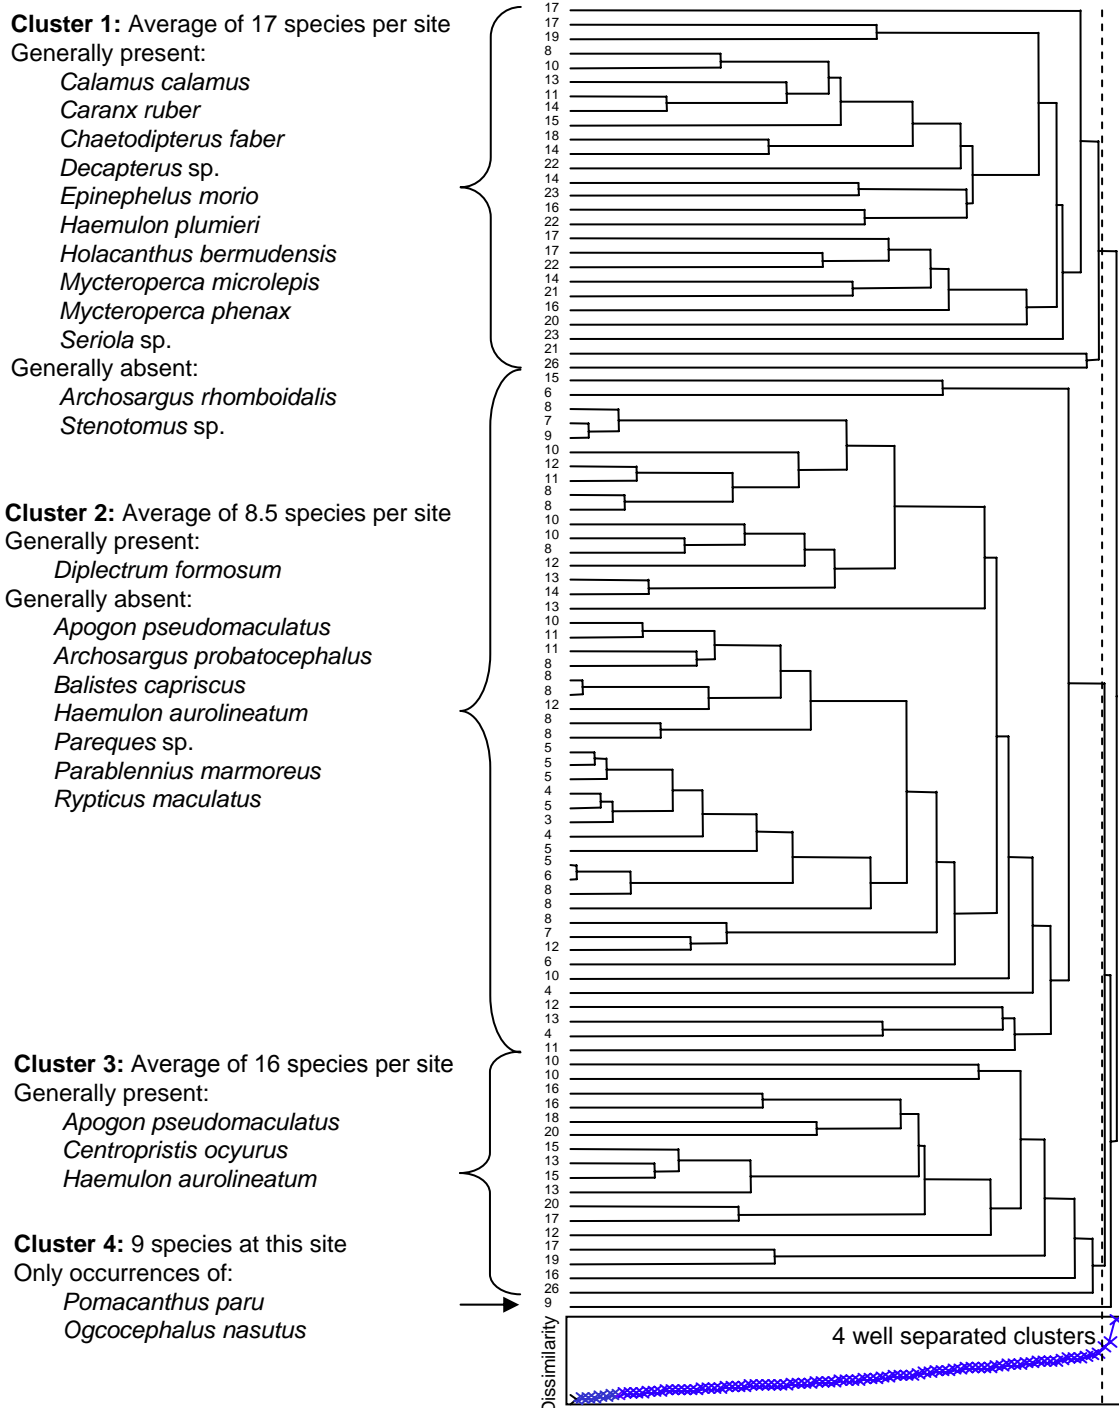 Cluster 1: Average of 17 species per site
Generally present:
Calamus calamus
Caranx ruber
Chaetodipterus faber
Decapterus sp.
Epinephelus morio
Haemulon plumieri
Holacanthus bermudensis
Mycteroperca microlepis
Mycteroperca phenax
Seriola sp.
Generally absent:
Archosargus rhomboidalis
Stenotomus sp.
Cluster 2: Average of 8.5 species per site
Generally present:
Diplectrum formosum
Generally absent:
Apogon pseudomaculatus
Archosargus probatocephalus
Balistes capriscus
Haemulon aurolineatum
Pareques sp.
Parablennius marmoreus
Rypticus maculatus
Cluster 3: Average of 16 species per site
Generally present:
Apogon pseudomaculatus
Centropristis ocyurus
Haemulon aurolineatum
Cluster 4: 9 species at this site
Only occurrences of:
Pomacanthus paru
Ogcocephalus nasutus
17
17
19
8
10
13
11
14
15
18
14
22
14
23
16
22
17
17
22
14
21
16
20
23
21
26
15
6
8
7
9
10
12
11
8
8
10
10
8
12
13
14
13
10
11
11
8
8
8
12
8
8
5
5
5
4
5
3
4
5
5
6
8
8
8
7
12
6
10
4
12
13
4
11
10
10
16
16
18
20
15
13
15
13
20
17
12
17
19
16
26
9
Dissimilarity
4 well separated clusters